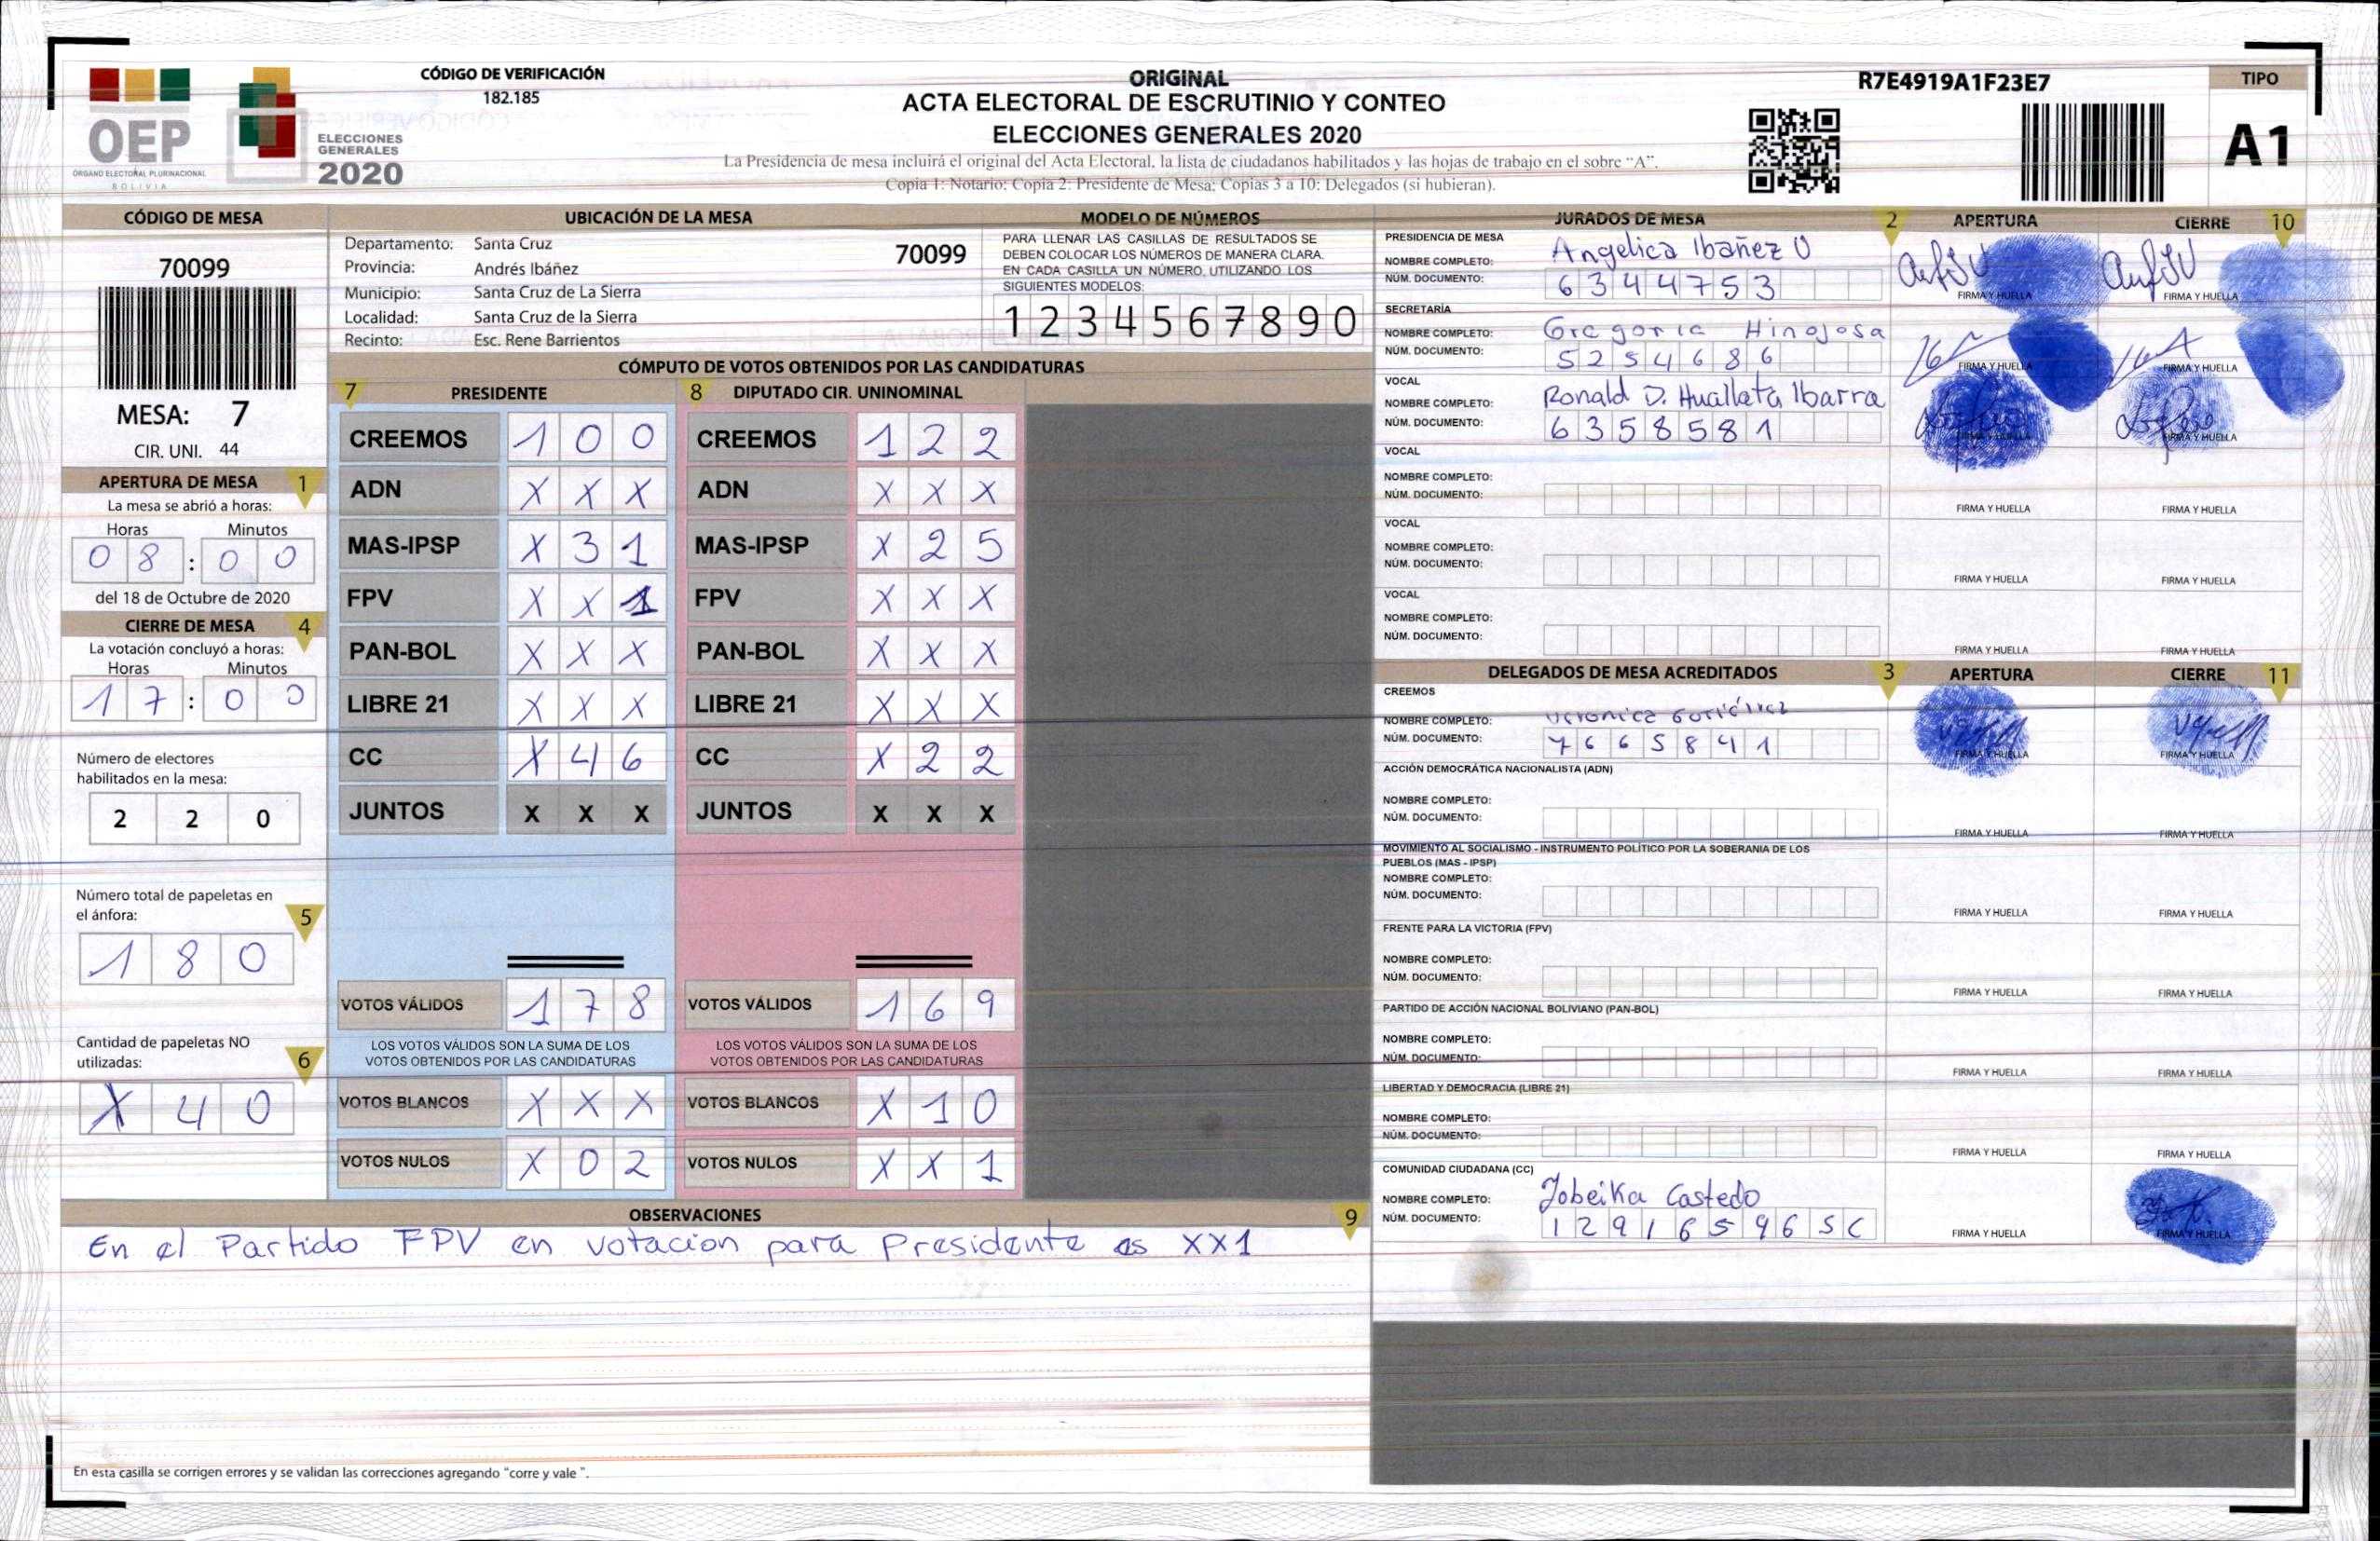 OEP
ÓRGANO ELECTORAL PLURINACIONAL
BOLIVIA
ELECCIONES
GENERALES
2020
CÓDIGO DE VERIFICACIÓN
182.185
ORIGINAL
ACTA ELECTORAL DE ESCRUTINIO Y CONTEO
ELECCIONES GENERALES 2020
La Presidencia de mesa incluirá el original del Acta Electoral, la lista de ciudadanos habilitados y las hojas de trabajo en el sobre "A".
Copia 1: Notario; Copia 2: Presidente de Mesa; Copias 3 a 10: Delegados (si hubieran).
R7E4919A1F23E7
TIPO
A1
CÓDIGO DE MESA
70099
MESA: 7
CIR. UNI. 44
APERTURA DE MESA 1
La mesa se abrió a horas:
Horas Minutos
0 8 : 0 0
del 18 de Octubre de 2020
CIERRE DE MESA 4
La votación concluyó a horas:
Horas Minutos
1 7 : 0 0
Número de electores
habilitados en la mesa:
2 2 0
Número total de papeletas en
el ánfora:
5
1 8 0
Cantidad de papeletas NO
utilizadas:
6
X 4 0
UBICACIÓN DE LA MESA
Departamento: Santa Cruz
70099
Provincia: Andrés Ibáñez
Municipio: Santa Cruz de La Sierra
Localidad: Santa Cruz de la Sierra
Recinto: Esc. Rene Barrientos
MODELO DE NÚMEROS
PARA LLENAR LAS CASILLAS DE RESULTADOS SE
DEBEN COLOCAR LOS NÚMEROS DE MANERA CLARA.
EN CADA CASILLA UN NÚMERO, UTILIZANDO LOS
SIGUIENTES MODELOS:
1 2 3 4 5 6 7 8 9 0
CÓMPUTO DE VOTOS OBTENIDOS POR LAS CANDIDATURAS
7 PRESIDENTE
CREEMOS 1 0 0
ADN X X X
MAS-IPSP X 3 1
FPV X X 1
PAN-BOL X X X
LIBRE 21 X X X
CC X 4 6
JUNTOS X X X
VOTOS VÁLIDOS 1 7 8
LOS VOTOS VÁLIDOS SON LA SUMA DE LOS
VOTOS OBTENIDOS POR LAS CANDIDATURAS
VOTOS BLANCOS X X X
VOTOS NULOS X 0 2
8 DIPUTADO CIR. UNINOMINAL
CREEMOS 1 2 2
ADN X X X
MAS-IPSP X 2 5
FPV X X X
PAN-BOL X X X
LIBRE 21 X X X
CC X 2 2
JUNTOS X X X
VOTOS VÁLIDOS 1 6 9
LOS VOTOS VÁLIDOS SON LA SUMA DE LOS
VOTOS OBTENIDOS POR LAS CANDIDATURAS
VOTOS BLANCOS X 1 0
VOTOS NULOS X X 1
OBSERVACIONES 9
En el Partido FPV en votacion para Presidente es XX1
En esta casilla se corrigen errores y se validan las correcciones agregando "corre y vale ".
JURADOS DE MESA 2 APERTURA CIERRE 10
PRESIDENCIA DE MESA
NOMBRE COMPLETO: Angelica Ibañez U
NÚM. DOCUMENTO: 6 3 4 4 7 5 3
FIRMA Y HUELLA FIRMA Y HUELLA
SECRETARÍA
NOMBRE COMPLETO: Gregoria Hinojosa
NÚM. DOCUMENTO: 5 2 5 4 6 8 6
FIRMA Y HUELLA FIRMA Y HUELLA
VOCAL
NOMBRE COMPLETO: Ronald D. Huallata Ibarra
NÚM. DOCUMENTO: 6 3 5 8 5 8 1
FIRMA Y HUELLA FIRMA Y HUELLA
VOCAL
NOMBRE COMPLETO:
NÚM. DOCUMENTO:
FIRMA Y HUELLA FIRMA Y HUELLA
VOCAL
NOMBRE COMPLETO:
NÚM. DOCUMENTO:
FIRMA Y HUELLA FIRMA Y HUELLA
VOCAL
NOMBRE COMPLETO:
NÚM. DOCUMENTO:
FIRMA Y HUELLA FIRMA Y HUELLA
DELEGADOS DE MESA ACREDITADOS 3 APERTURA CIERRE 11
CREEMOS
NOMBRE COMPLETO: Veronica Gutiérrez
NÚM. DOCUMENTO: 7 6 6 5 8 4 1
FIRMA Y HUELLA FIRMA Y HUELLA
ACCIÓN DEMOCRÁTICA NACIONALISTA (ADN)
NOMBRE COMPLETO:
NÚM. DOCUMENTO:
FIRMA Y HUELLA FIRMA Y HUELLA
MOVIMIENTO AL SOCIALISMO - INSTRUMENTO POLÍTICO POR LA SOBERANIA DE LOS
PUEBLOS (MAS - IPSP)
NOMBRE COMPLETO:
NÚM. DOCUMENTO:
FIRMA Y HUELLA FIRMA Y HUELLA
FRENTE PARA LA VICTORIA (FPV)
NOMBRE COMPLETO:
NÚM. DOCUMENTO:
FIRMA Y HUELLA FIRMA Y HUELLA
PARTIDO DE ACCIÓN NACIONAL BOLIVIANO (PAN-BOL)
NOMBRE COMPLETO:
NÚM. DOCUMENTO:
FIRMA Y HUELLA FIRMA Y HUELLA
LIBERTAD Y DEMOCRACIA (LIBRE 21)
NOMBRE COMPLETO:
NÚM. DOCUMENTO:
FIRMA Y HUELLA FIRMA Y HUELLA
COMUNIDAD CIUDADANA (CC)
NOMBRE COMPLETO: Jobeika Castedo
NÚM. DOCUMENTO: 1 2 9 1 6 5 9 6 S C
FIRMA Y HUELLA FIRMA Y HUELLA